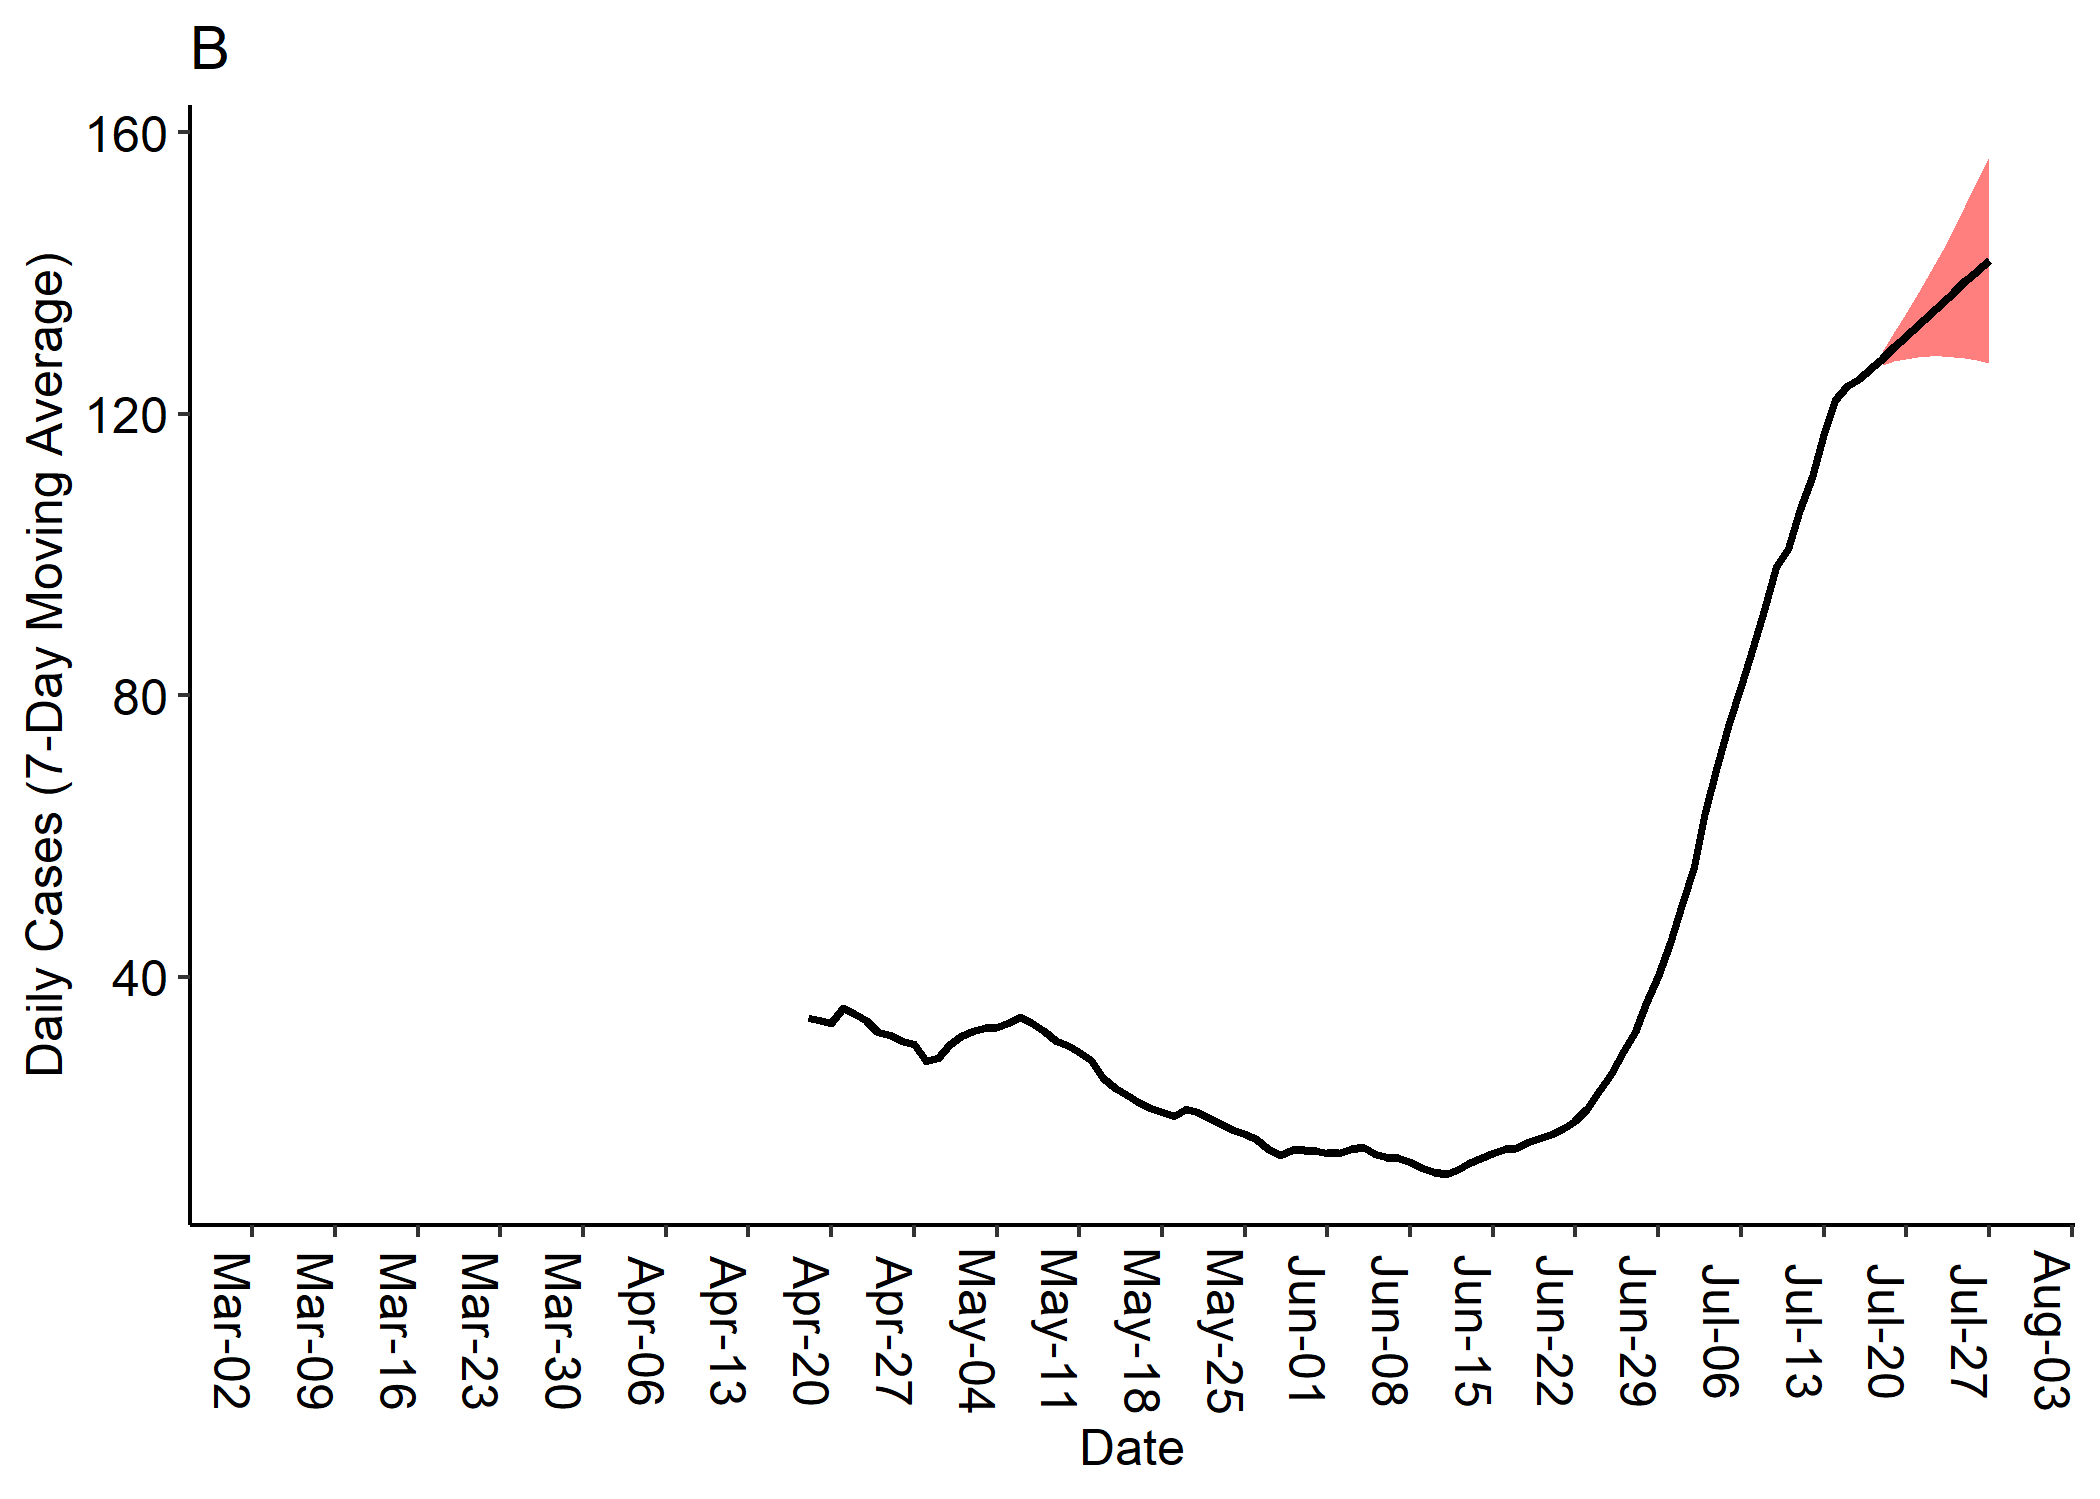 B
Daily Cases (7-Day Moving Average)
160
120
80
40
Mar-02
Mar-09
Mar-16
Mar-23
Mar-30
Apr-06
Apr-13
Apr-20
Apr-27
May-04
May-11
May-18
May-25
Jun-01
Jun-08
Jun-15
Jun-22
Jun-29
Jul-06
Jul-13
Jul-20
Jul-27
Aug-03
Date